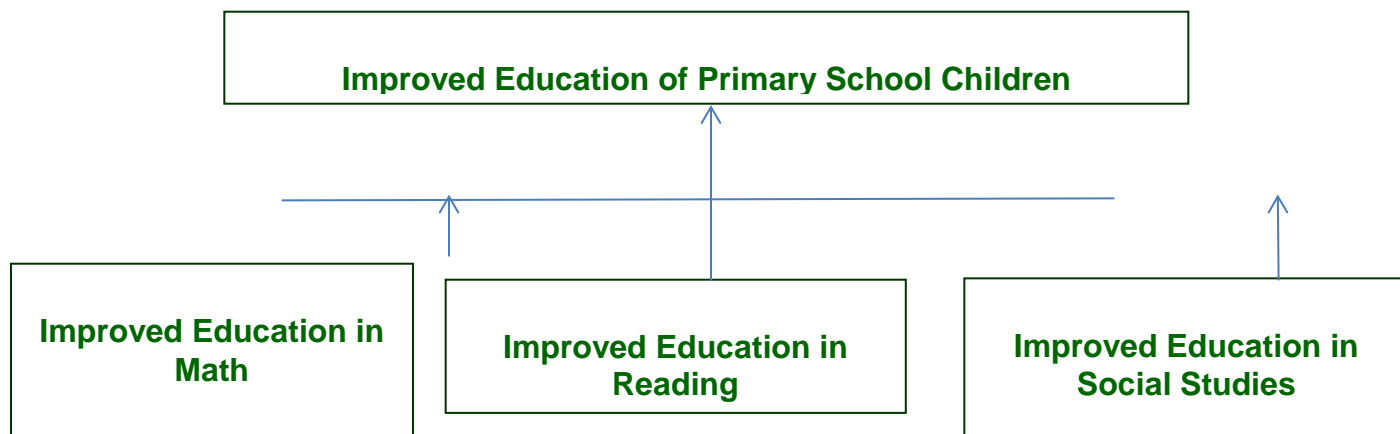 Improved Education of Primary School Children
Improved Education in
Math
Improved Education in
Reading
Improved Education in
Social Studies